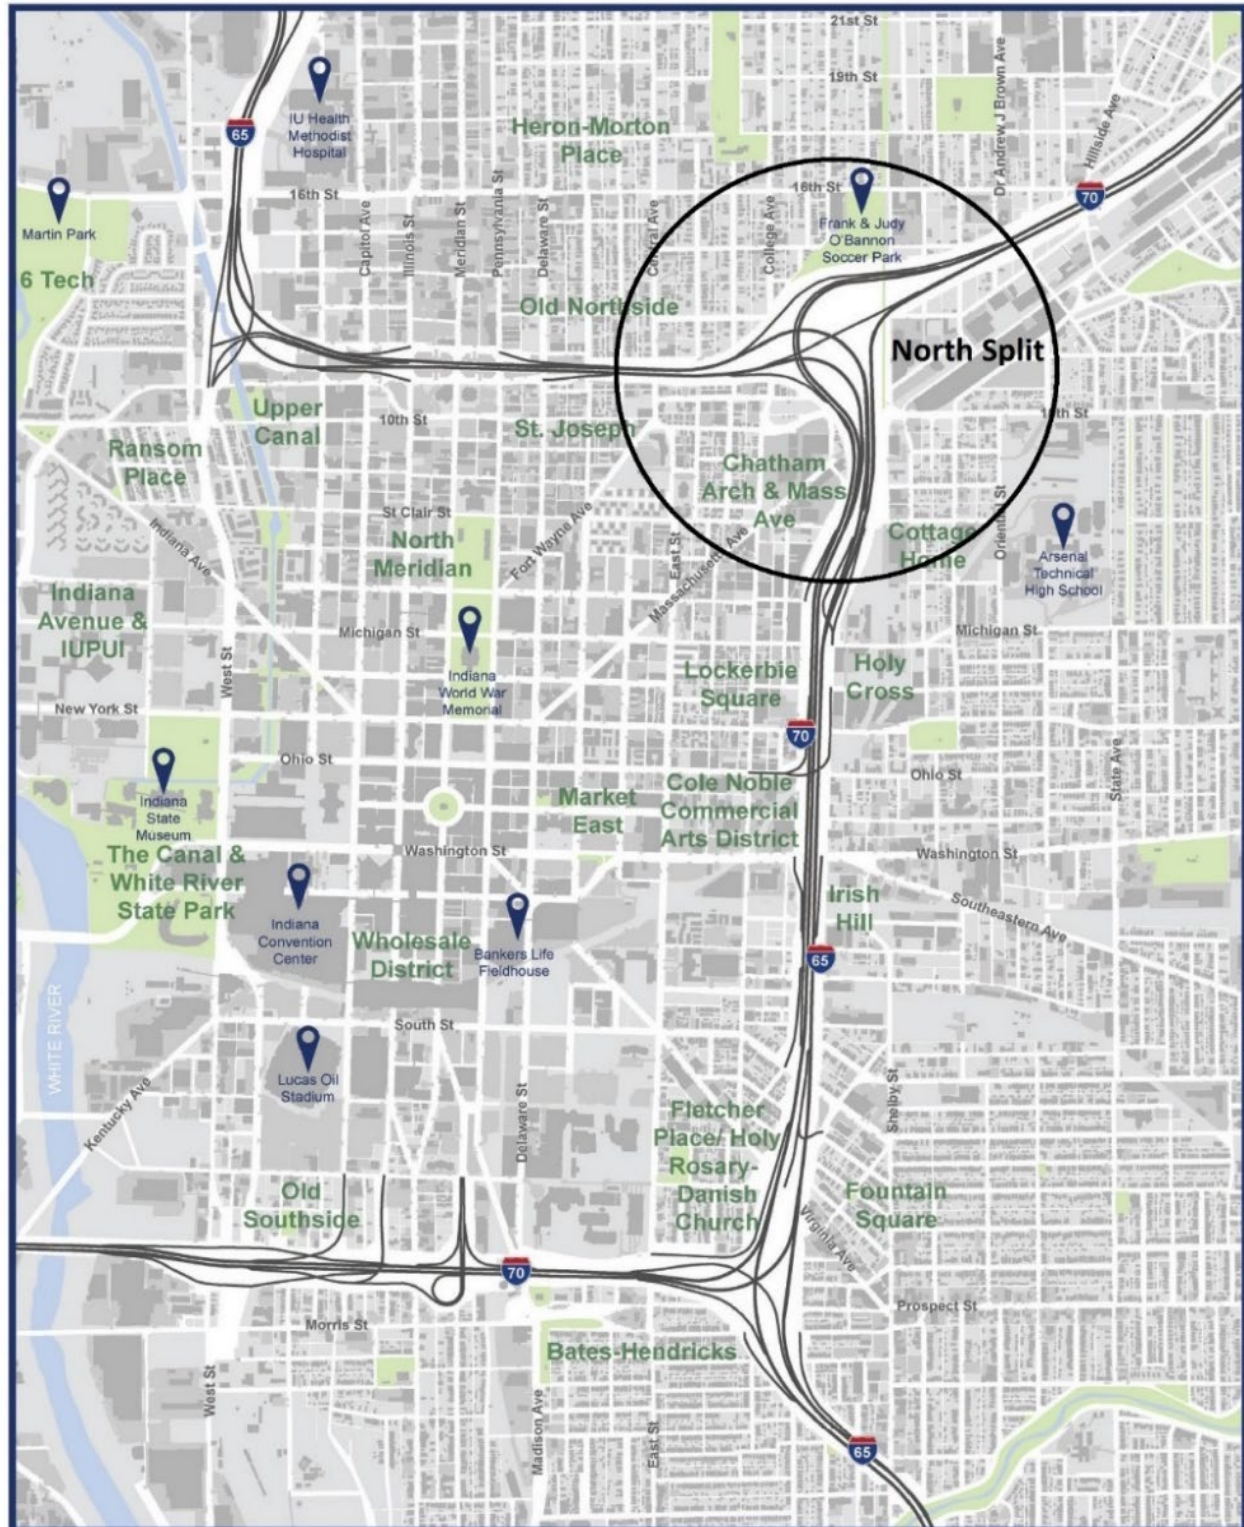 21st St
19th St
65
IU Health
Methodist
Hospital
Heron-Morton
Place
Dr Andrew J Brown Ave
Hillside Ave
16th St
16th St
70
Martin Park
Capitol Ave
Illinois St
Meridian St
Pennsylvania St
Delaware St
Central Ave
College Ave
Frank & Judy
O'Bannon
Soccer Park
6 Tech
Old Northside
North Split
Upper
Canal
10th St
St. Joseph
10th St
Ransom
Place
Chatham
Arch & Mass
Ave
St Clair St
Indiana Ave
North
Meridian
Fort Wayne Ave
East St
Massachusetts Ave
Cottage
Home
Oriental St
Arsenal
Technical
High School
Indiana
Avenue &
IUPUI
Michigan St
Michigan St
West St
Indiana
World War
Memorial
Lockerbie
Square
Holy
Cross
New York St
70
Ohio St
Ohio St
State Ave
Indiana
State
Museum
Market
East
Cole Noble
Commercial
Arts District
The Canal &
White River
State Park
Washington St
Washington St
Irish
Hill
Southeastern Ave
Indiana
Convention
Center
Wholesale
District
Bankers Life
Fieldhouse
65
WHITE RIVER
South St
Lucas Oil
Stadium
Kentucky Ave
Delaware St
Shelby St
Fletcher
Place/ Holy
Rosary-
Danish
Church
Old
Southside
Fountain
Square
Virginia Ave
70
Prospect St
Morris St
Bates-Hendricks
West St
Madison Ave
East St
65